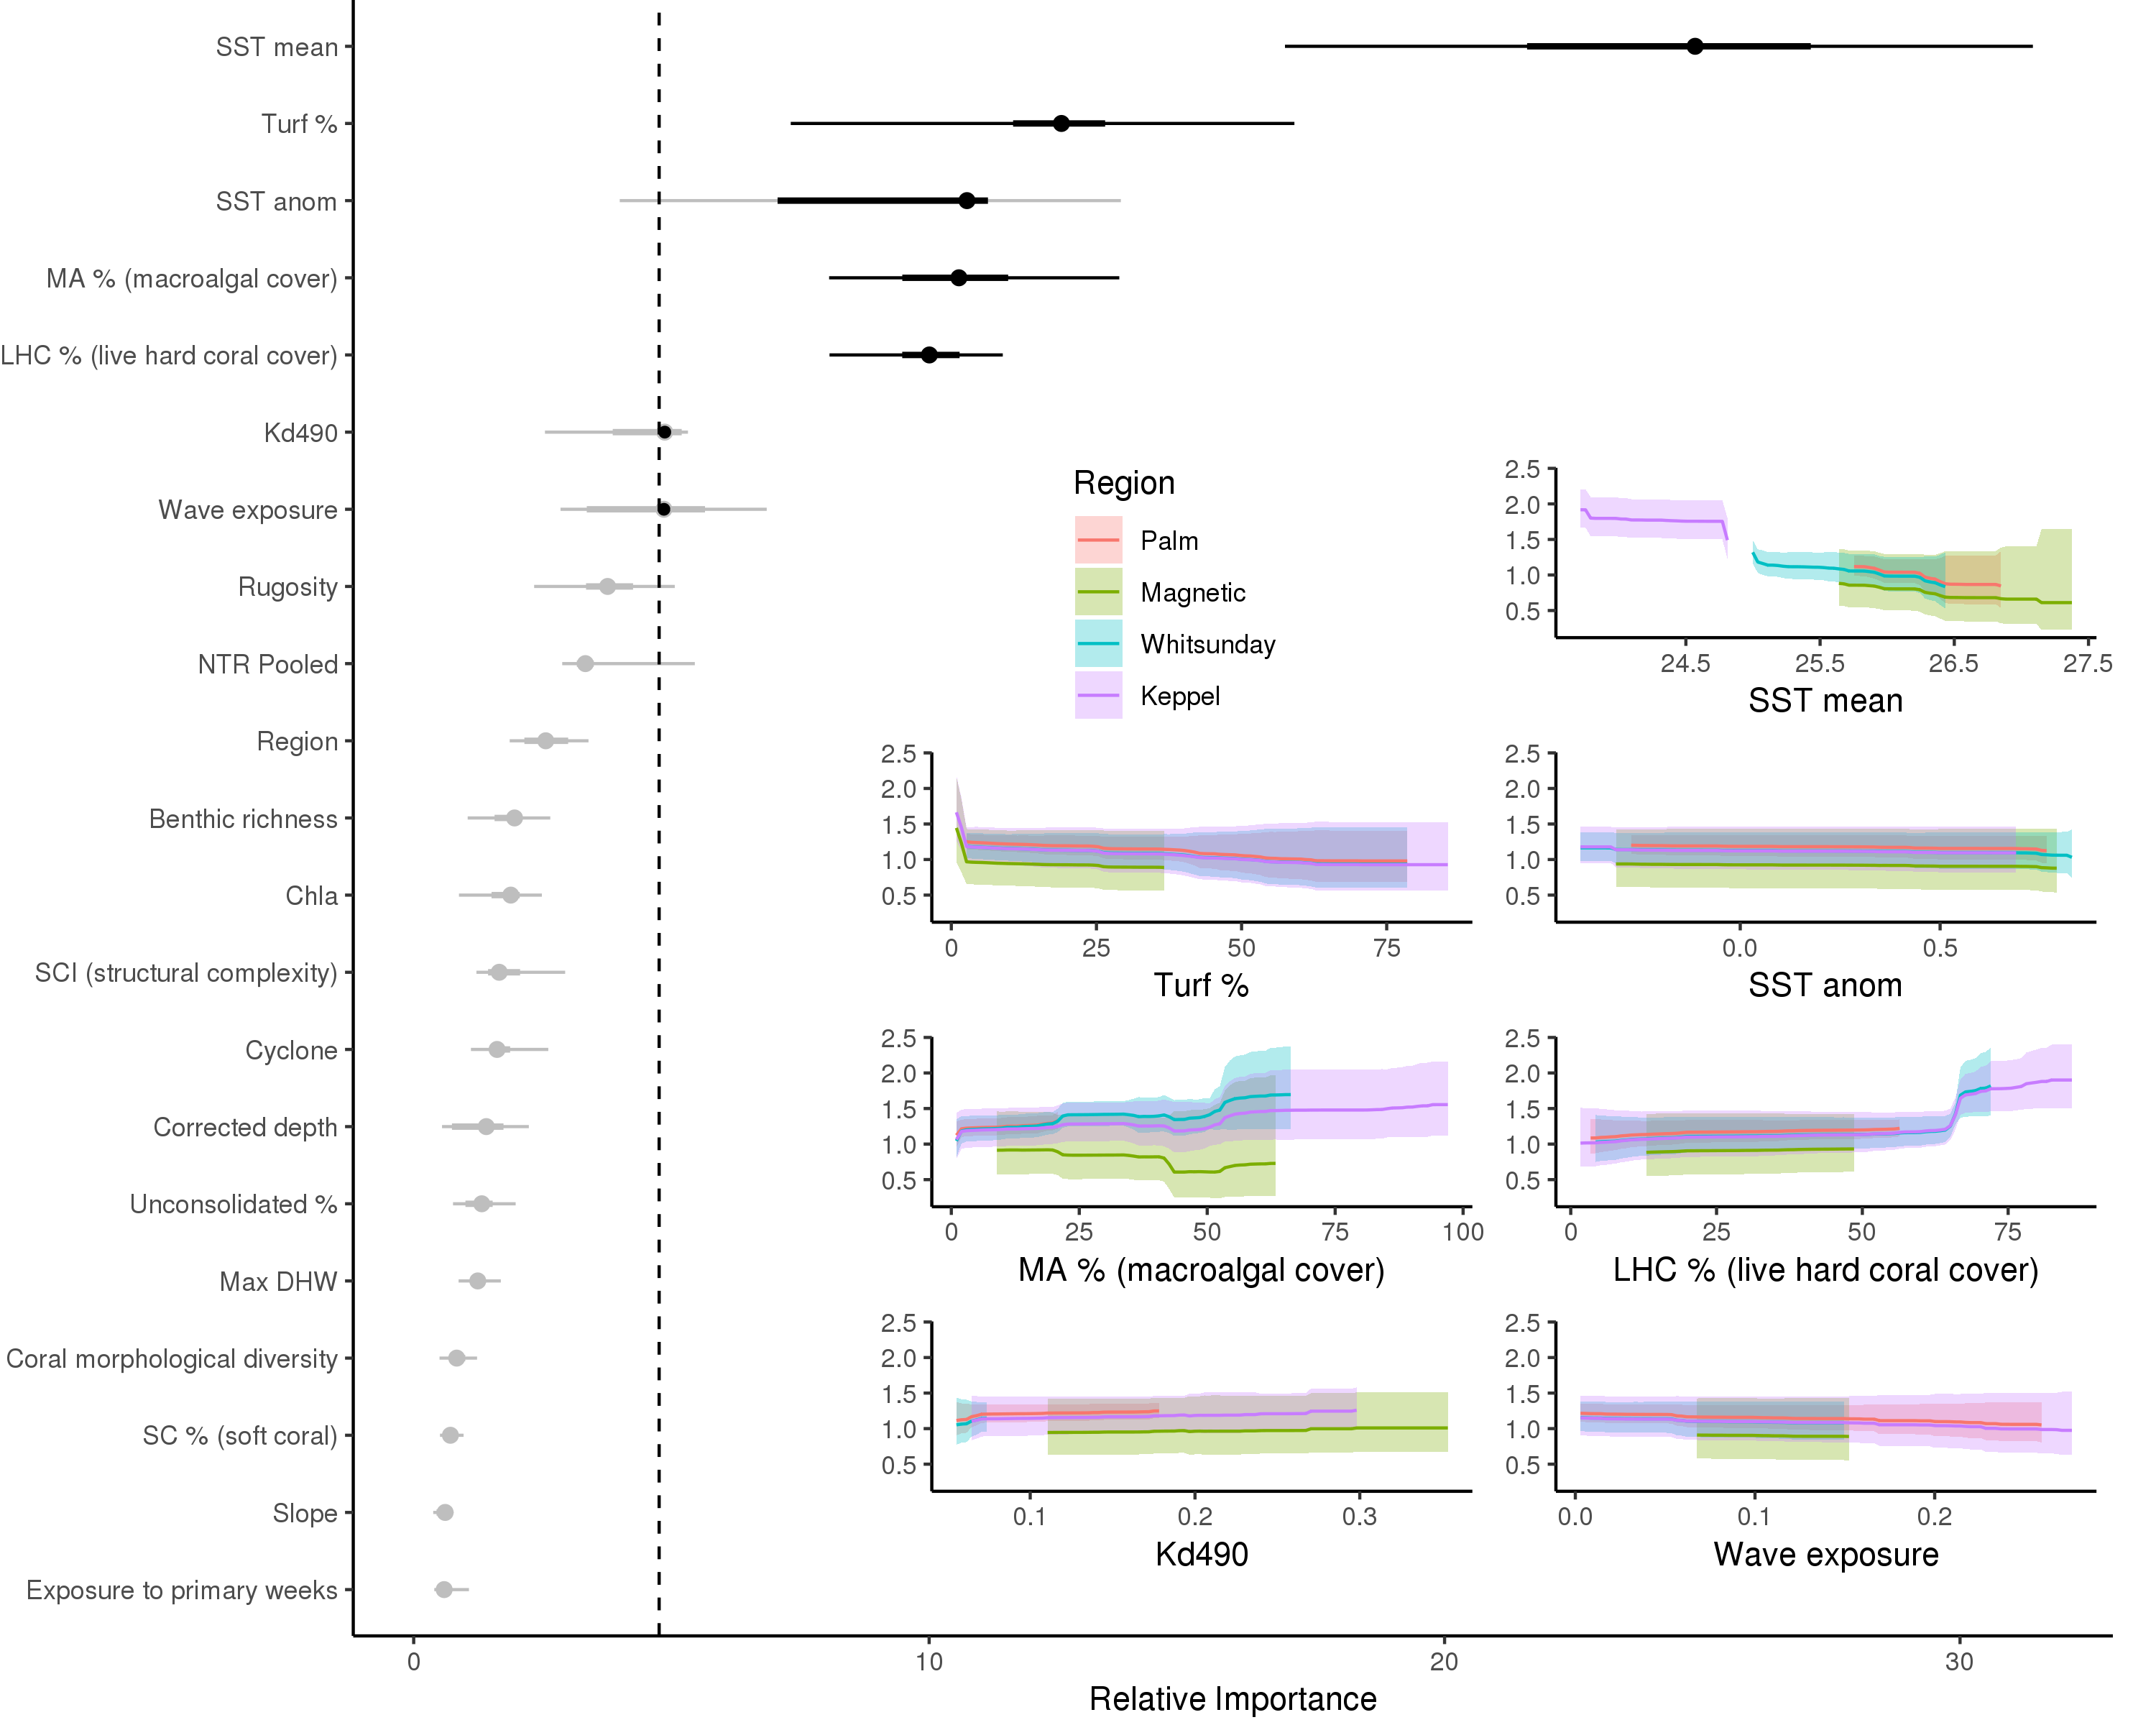 SST mean
Turf %
SST anom
MA % (macroalgal cover)
LHC % (live hard coral cover)
Kd490
Wave exposure
Rugosity
NTR Pooled
Region
Benthic richness
Chla
SCI (structural complexity)
Cyclone
Corrected depth
Unconsolidated %
Max DHW
Coral morphological diversity
SC % (soft coral)
Slope
Exposure to primary weeks
0 10 20 30
Relative Importance
Region
Palm
Magnetic
Whitsunday
Keppel
2.5
2.0
1.5
1.0
0.5
24.5 25.5 26.5 27.5
SST mean
2.5
2.0
1.5
1.0
0.5
0 25 50 75
Turf %
2.5
2.0
1.5
1.0
0.5
0.0 0.5
SST anom
2.5
2.0
1.5
1.0
0.5
0 25 50 75 100
MA % (macroalgal cover)
2.5
2.0
1.5
1.0
0.5
0 25 50 75
LHC % (live hard coral cover)
2.5
2.0
1.5
1.0
0.5
0.1 0.2 0.3
Kd490
2.5
2.0
1.5
1.0
0.5
0.0 0.1 0.2
Wave exposure